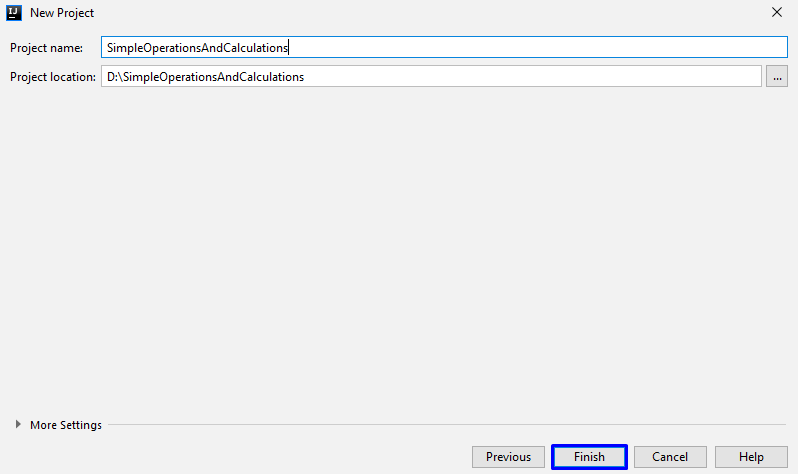 IJ New Project
Project name: SimpleOperationsAndCalculations
Project location: D:\SimpleOperationsAndCalculations ...
More Settings
Previous Finish Cancel Help